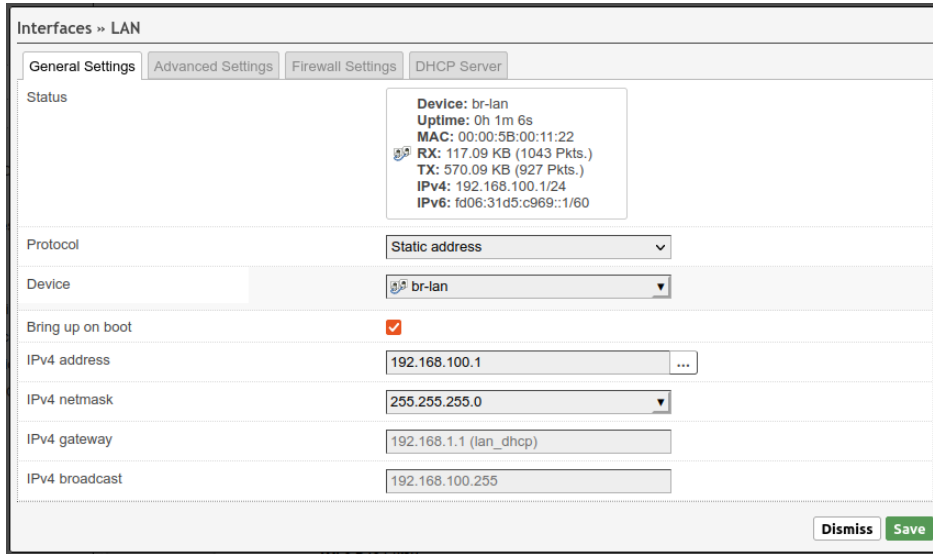 Interfaces » LAN
General Settings Advanced Settings Firewall Settings DHCP Server
Status
Device: br-lan
Uptime: 0h 1m 6s
MAC: 00:00:5B:00:11:22
RX: 117.09 KB (1043 Pkts.)
TX: 570.09 KB (927 Pkts.)
IPv4: 192.168.100.1/24
IPv6: fd06:31d5:c969::1/60
Protocol Static address
Device br-lan
Bring up on boot
IPv4 address 192.168.100.1 ...
IPv4 netmask 255.255.255.0
IPv4 gateway 192.168.1.1 (lan_dhcp)
IPv4 broadcast 192.168.100.255
Dismiss Save